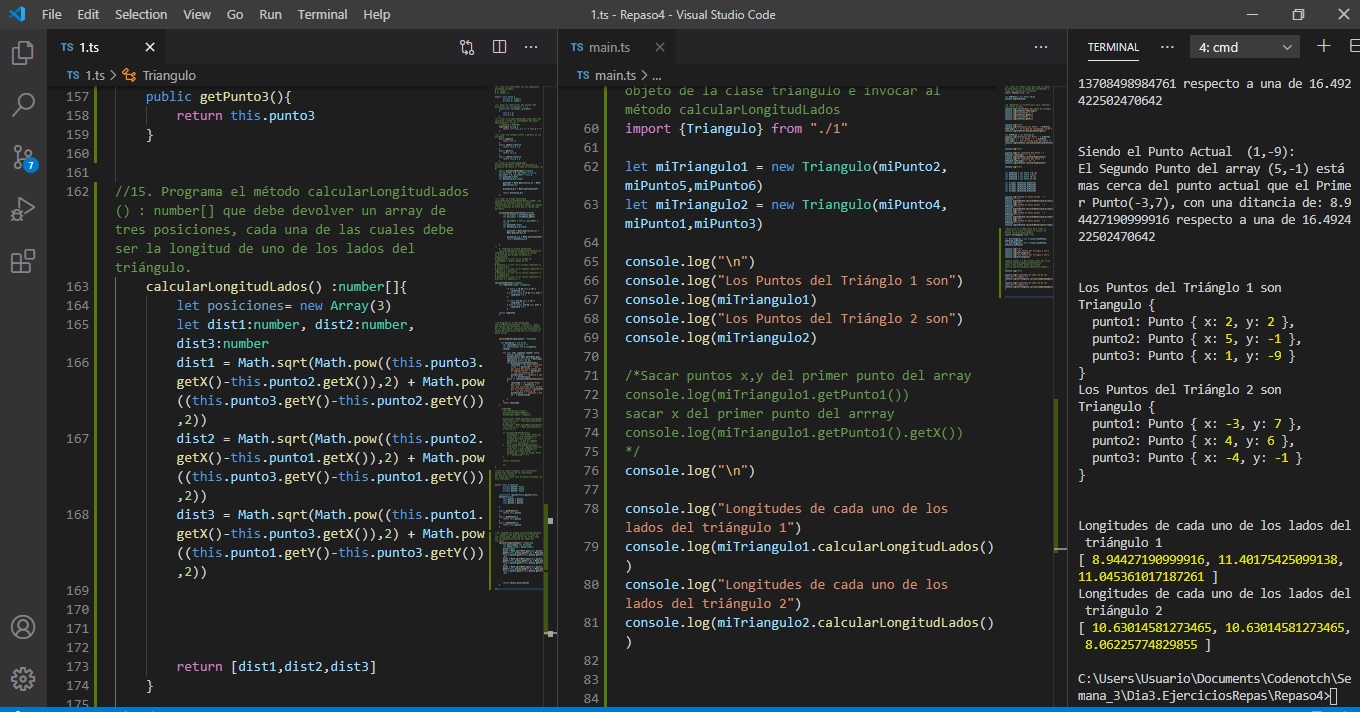 File Edit Selection View Go Run Terminal Help
1.ts - Repaso4 - Visual Studio Code
TS 1.ts
TS 1.ts > Triangulo
7
157 public getPunto3(){
158 return this.punto3
159 }
160
161
162 //15. Programa el método calcularLongitudLados
() : number[] que debe devolver un array de
tres posiciones, cada una de las cuales debe
ser la longitud de uno de los lados del
triángulo.
163 calcularLongitudLados() :number[]{
164 let posiciones= new Array(3)
165 let dist1:number, dist2:number,
dist3:number
166 dist1 = Math.sqrt(Math.pow((this.punto3.
getX()-this.punto2.getX()),2) + Math.pow
((this.punto3.getY()-this.punto2.getY())
,2))
167 dist2 = Math.sqrt(Math.pow((this.punto2.
getX()-this.punto1.getX()),2) + Math.pow
((this.punto3.getY()-this.punto1.getY())
,2))
168 dist3 = Math.sqrt(Math.pow((this.punto1.
getX()-this.punto3.getX()),2) + Math.pow
((this.punto1.getY()-this.punto3.getY())
,2))
169
170
171
172
173 return [dist1,dist2,dist3]
174 }
175
TS main.ts
TS main.ts > ...
objeto de la clase triangulo e invocar al
método calcularLongitudLados
60 import {Triangulo} from "./1"
61
62 let miTriangulo1 = new Triangulo(miPunto2,
miPunto5,miPunto6)
63 let miTriangulo2 = new Triangulo(miPunto4,
miPunto1,miPunto3)
64
65 console.log("\n")
66 console.log("Los Puntos del Triánglo 1 son")
67 console.log(miTriangulo1)
68 console.log("Los Puntos del Triánglo 2 son")
69 console.log(miTriangulo2)
70
71 /*Sacar puntos x,y del primer punto del array
72 console.log(miTriangulo1.getPunto1())
73 sacar x del primer punto del arrray
74 console.log(miTriangulo1.getPunto1().getX())
75 */
76 console.log("\n")
77
78 console.log("Longitudes de cada uno de los
lados del triángulo 1")
79 console.log(miTriangulo1.calcularLongitudLados()
)
80 console.log("Longitudes de cada uno de los
lados del triángulo 2")
81 console.log(miTriangulo2.calcularLongitudLados()
)
82
83
84
TERMINAL ... 4: cmd
13708498984761 respecto a una de 16.492
422502470642
Siendo el Punto Actual (1,-9):
El Segundo Punto del array (5,-1) está
mas cerca del punto actual que el Prime
r Punto(-3,7), con una ditancia de: 8.9
4427190999916 respecto a una de 16.4924
22502470642
Los Puntos del Triánglo 1 son
Triangulo {
punto1: Punto { x: 2, y: 2 },
punto2: Punto { x: 5, y: -1 },
punto3: Punto { x: 1, y: -9 }
}
Los Puntos del Triánglo 2 son
Triangulo {
punto1: Punto { x: -3, y: 7 },
punto2: Punto { x: 4, y: 6 },
punto3: Punto { x: -4, y: -1 }
}
Longitudes de cada uno de los lados del
triángulo 1
[ 8.94427190999916, 11.40175425099138,
11.045361017187261 ]
Longitudes de cada uno de los lados del
triángulo 2
[ 10.63014581273465, 10.63014581273465,
8.06225774829855 ]
C:\Users\Usuario\Documents\Codenotch\Se
mana_3\Dia3.EjerciciosRepas\Repaso4>